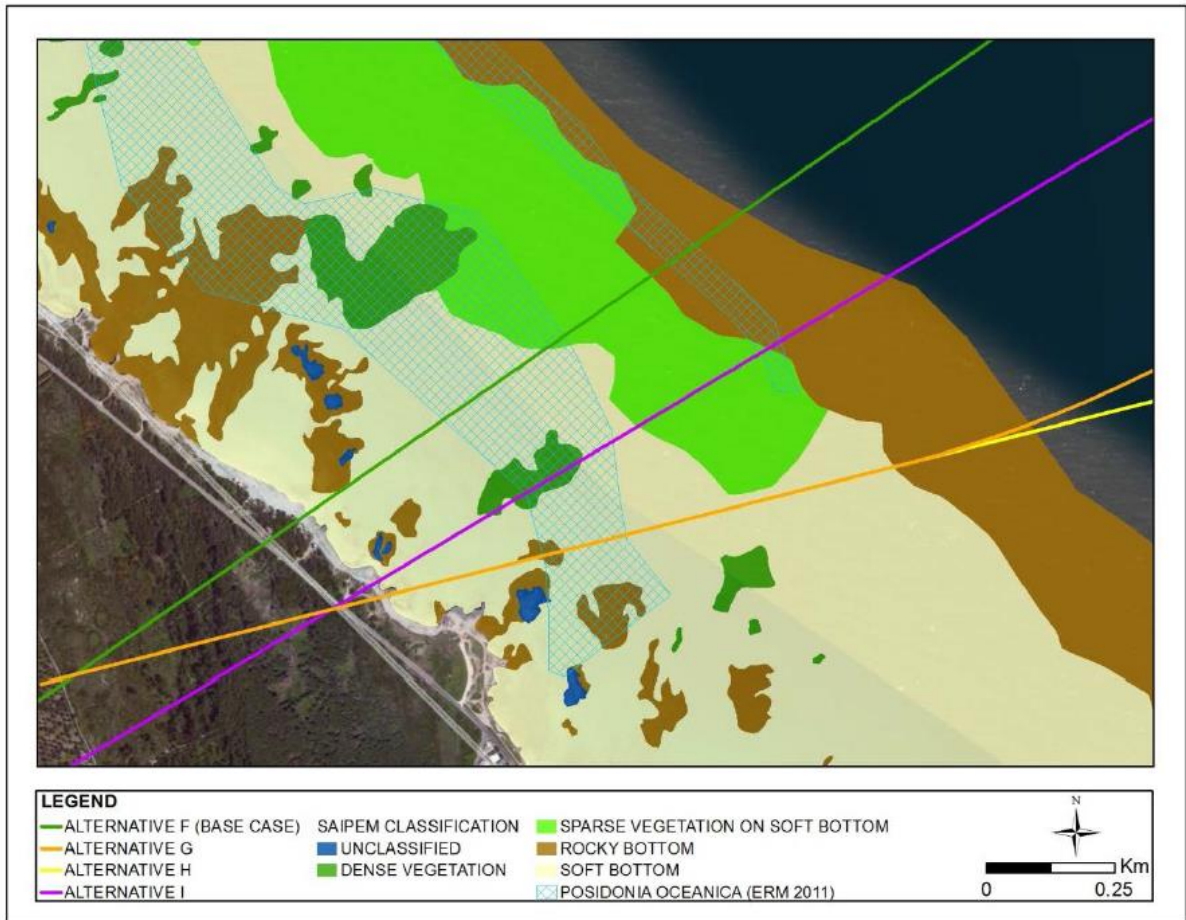 LEGEND
ALTERNATIVE F (BASE CASE)
ALTERNATIVE G
ALTERNATIVE H
ALTERNATIVE I
SAIPEM CLASSIFICATION
UNCLASSIFIED
DENSE VEGETATION
SPARSE VEGETATION ON SOFT BOTTOM
ROCKY BOTTOM
SOFT BOTTOM
POSIDONIA OCEANICA (ERM 2011)
N
Km
0 0.25